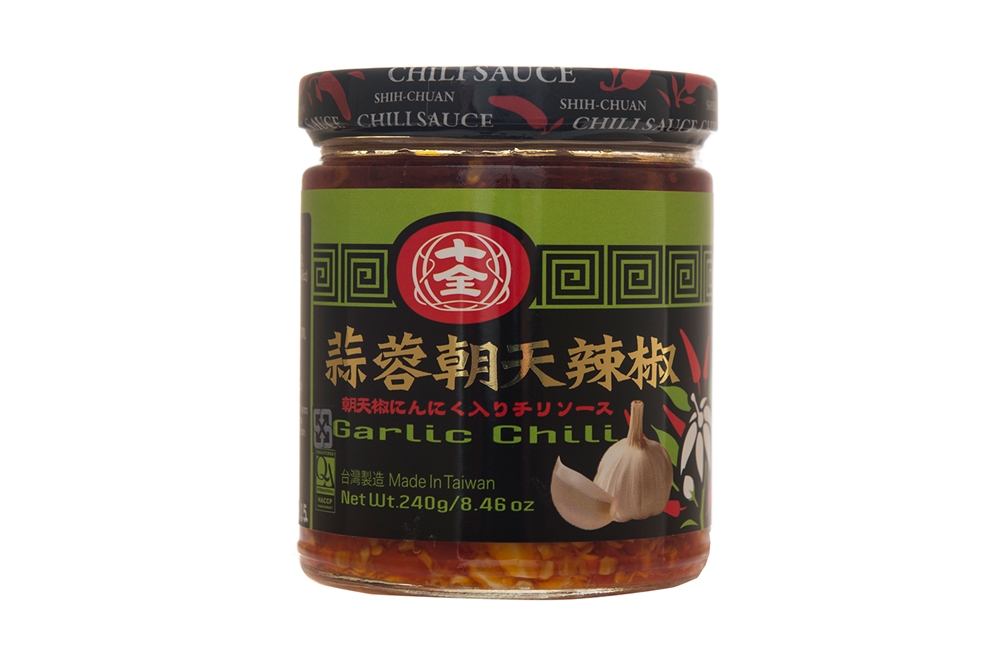 CHILI SAUCE
SHIH-CHUAN
SHIH-CHUAN
SAUCE
CHILI SAUCE
CHILI SAUCE
十全
蒜蓉朝天辣椒
朝天椒にんにく入りチリソース
Garlic Chili
台灣製造 Made In Taiwan
Net Wt.240g/8.46 oz
HACCP